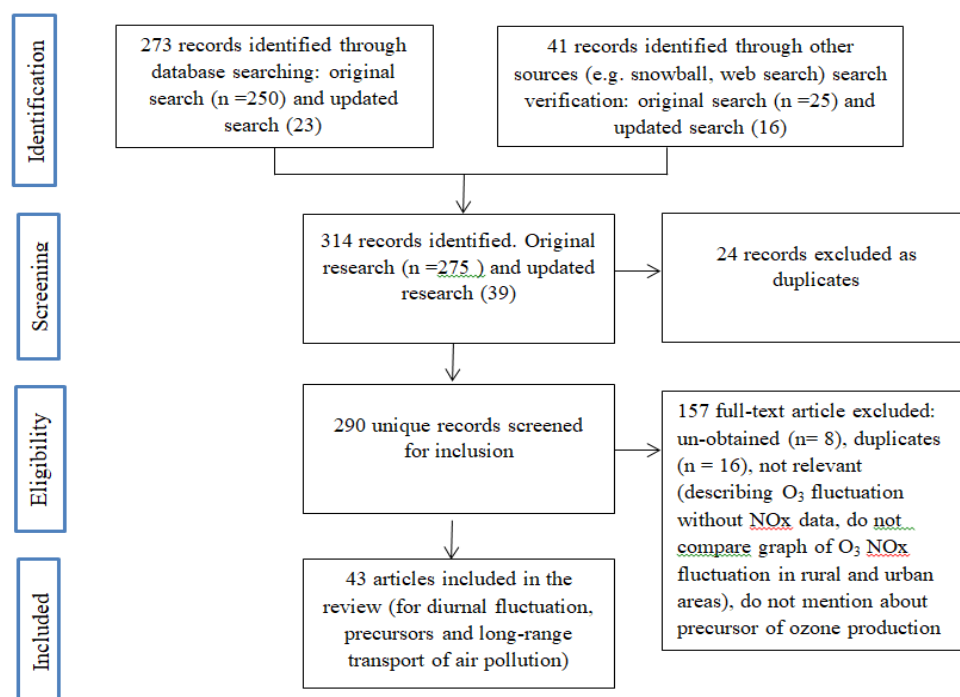 Identification
273 records identified through
database searching: original
search (n =250) and updated
search (23)
41 records identified through other
sources (e.g. snowball, web search) search
verification: original search (n =25) and
updated search (16)
Screening
314 records identified. Original
research (n =275 ) and updated
research (39)
24 records excluded as
duplicates
Eligibility
290 unique records screened
for inclusion
157 full-text article excluded:
un-obtained (n= 8), duplicates
(n = 16), not relevant
(describing O₃ fluctuation
without NOx data, do not
compare graph of O₃ NOx
fluctuation in rural and urban
areas), do not mention about
precursor of ozone production
Included
43 articles included in the
review (for diurnal fluctuation,
precursors and long-range
transport of air pollution)